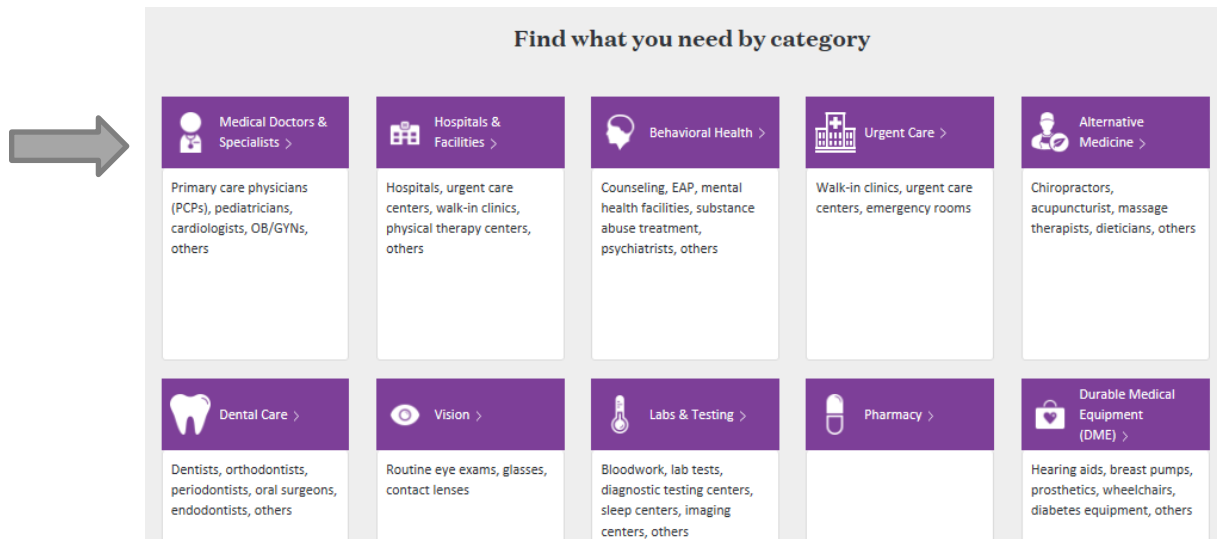 Find what you need by category
Medical Doctors &
Specialists >
Primary care physicians
(PCPs), pediatricians,
cardiologists, OB/GYNs,
others
Hospitals &
Facilities >
Hospitals, urgent care
centers, walk-in clinics,
physical therapy centers,
others
Behavioral Health >
Counseling, EAP, mental
health facilities, substance
abuse treatment,
psychiatrists, others
Urgent Care >
Walk-in clinics, urgent care
centers, emergency rooms
Alternative
Medicine >
Chiropractors,
acupuncturist, massage
therapists, dieticians, others
Dental Care >
Dentists, orthodontists,
periodontists, oral surgeons,
endodontists, others
Vision >
Routine eye exams, glasses,
contact lenses
Labs & Testing >
Bloodwork, lab tests,
diagnostic testing centers,
sleep centers, imaging
centers, others
Pharmacy >
Durable Medical
Equipment
(DME) >
Hearing aids, breast pumps,
prosthetics, wheelchairs,
diabetes equipment, others